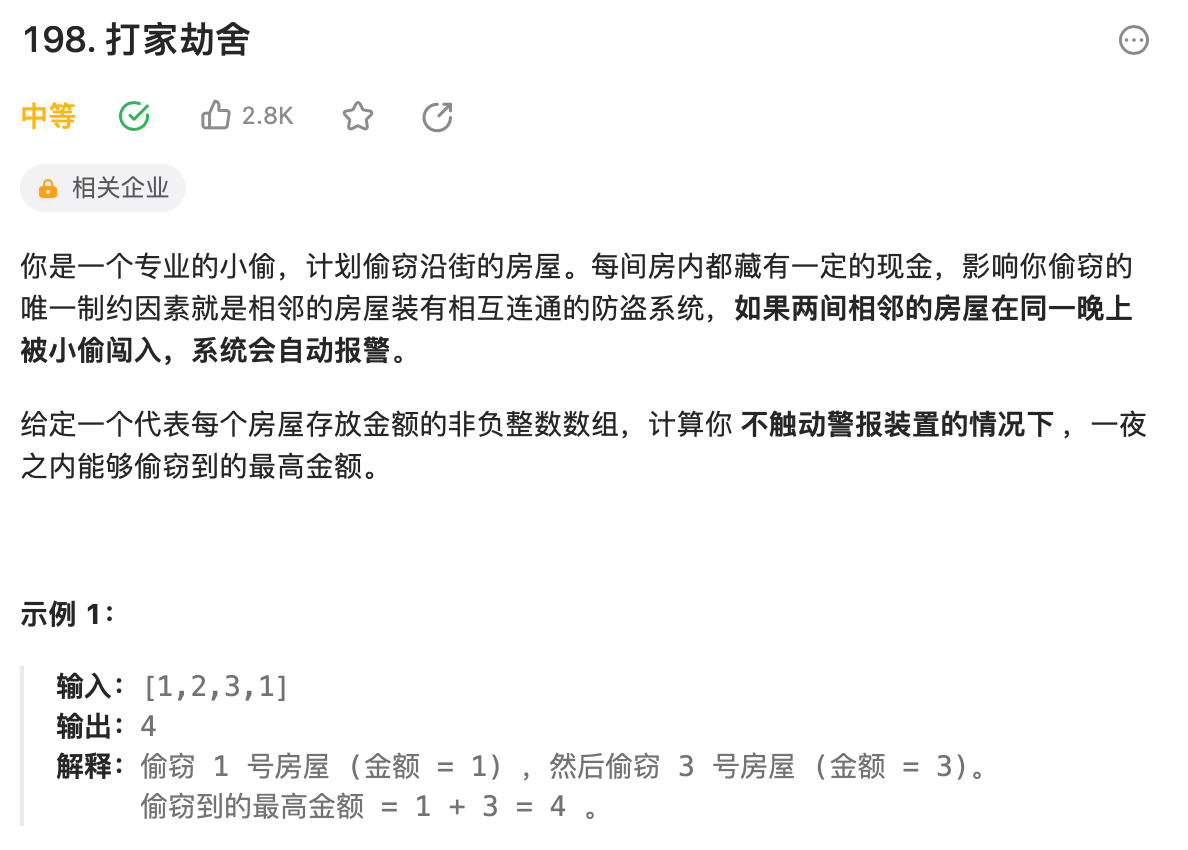 198. 打家劫舍
中等 2.8K
相关企业
你是一个专业的小偷，计划偷窃沿街的房屋。每间房内都藏有一定的现金，影响你偷窃的
唯一制约因素就是相邻的房屋装有相互连通的防盗系统，如果两间相邻的房屋在同一晚上
被小偷闯入，系统会自动报警。
给定一个代表每个房屋存放金额的非负整数数组，计算你 不触动警报装置的情况下 ，一夜
之内能够偷窃到的最高金额。
示例 1：
输入：[1,2,3,1]
输出：4
解释：偷窃 1 号房屋 (金额 = 1) ，然后偷窃 3 号房屋 (金额 = 3)。
偷窃到的最高金额 = 1 + 3 = 4 。